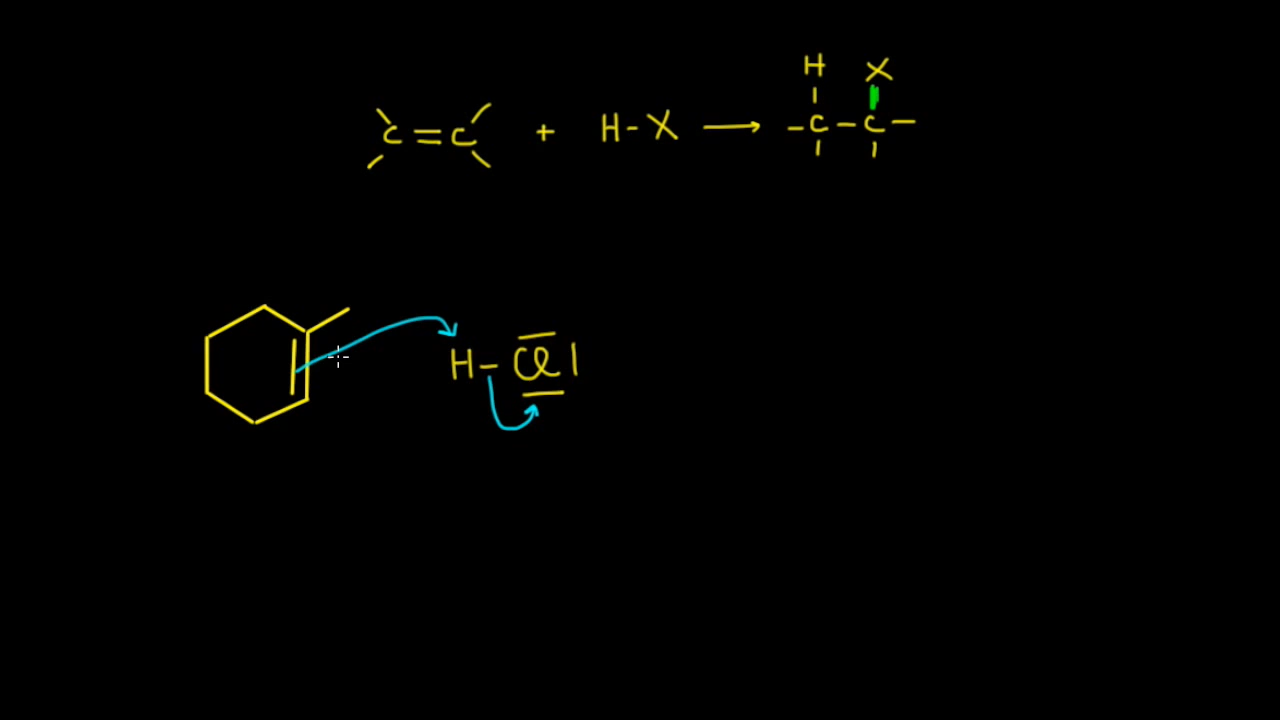 H X
C=C + H-X → -C-C-
H-Cl